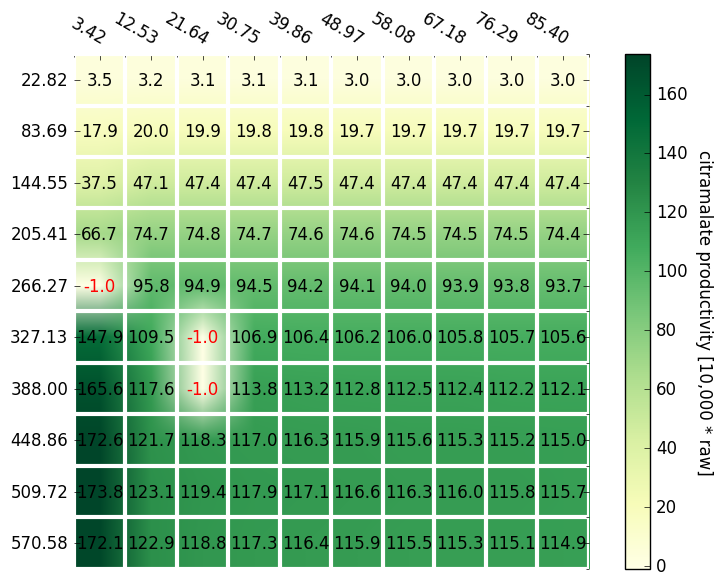 3.42 12.53 21.64 30.75 39.86 48.97 58.08 67.18 76.29 85.40
22.82 3.5 3.2 3.1 3.1 3.1 3.0 3.0 3.0 3.0 3.0
83.69 17.9 20.0 19.9 19.8 19.8 19.7 19.7 19.7 19.7 19.7
144.55 37.5 47.1 47.4 47.4 47.5 47.4 47.4 47.4 47.4 47.4
205.41 66.7 74.7 74.8 74.7 74.6 74.6 74.5 74.5 74.5 74.4
266.27 -1.0 95.8 94.9 94.5 94.2 94.1 94.0 93.9 93.8 93.7
327.13 147.9 109.5 -1.0 106.9 106.4 106.2 106.0 105.8 105.7 105.6
388.00 165.6 117.6 -1.0 113.8 113.2 112.8 112.5 112.4 112.2 112.1
448.86 172.6 121.7 118.3 117.0 116.3 115.9 115.6 115.3 115.2 115.0
509.72 173.8 123.1 119.4 117.9 117.1 116.6 116.3 116.0 115.8 115.7
570.58 172.1 122.9 118.8 117.3 116.4 115.9 115.5 115.3 115.1 114.9
160
140
120
100
80
60
40
20
0
citramalate productivity [10,000 * raw]